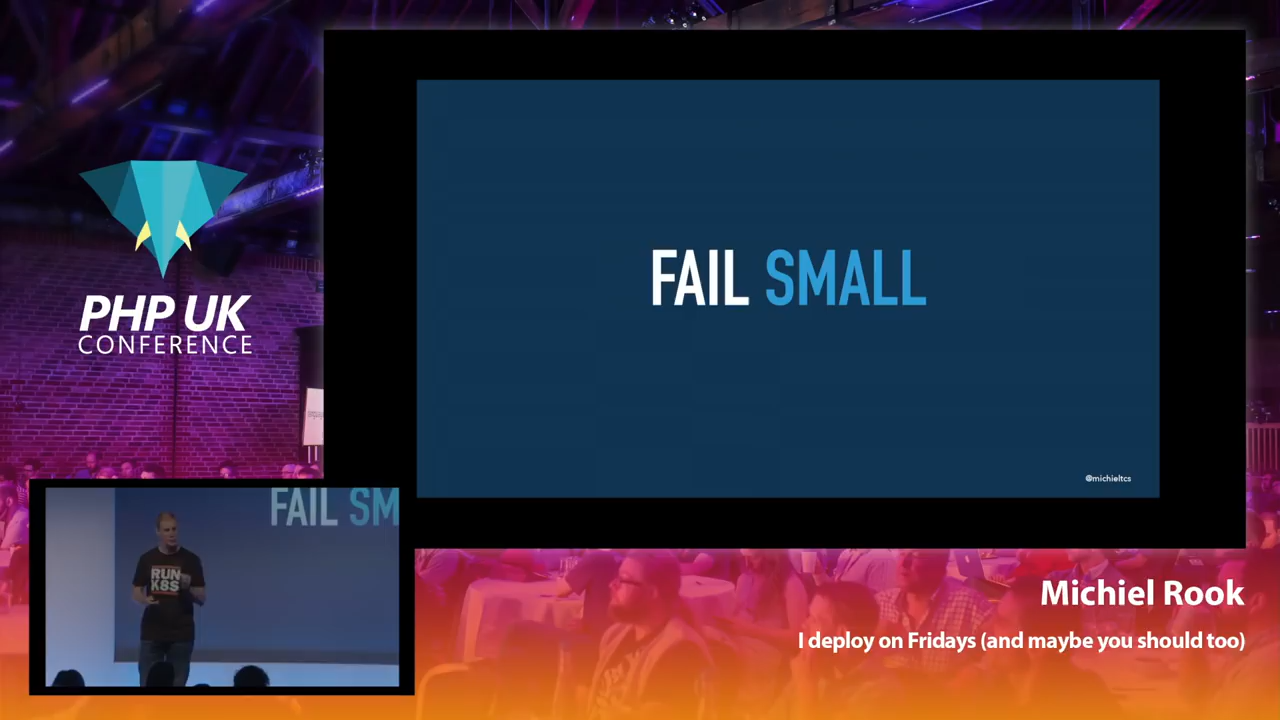 FAIL SMALL
@michieltcs
PHP UK
CONFERENCE
FAIL SM
RUN
K8S
Michiel Rook
I deploy on Fridays (and maybe you should too)